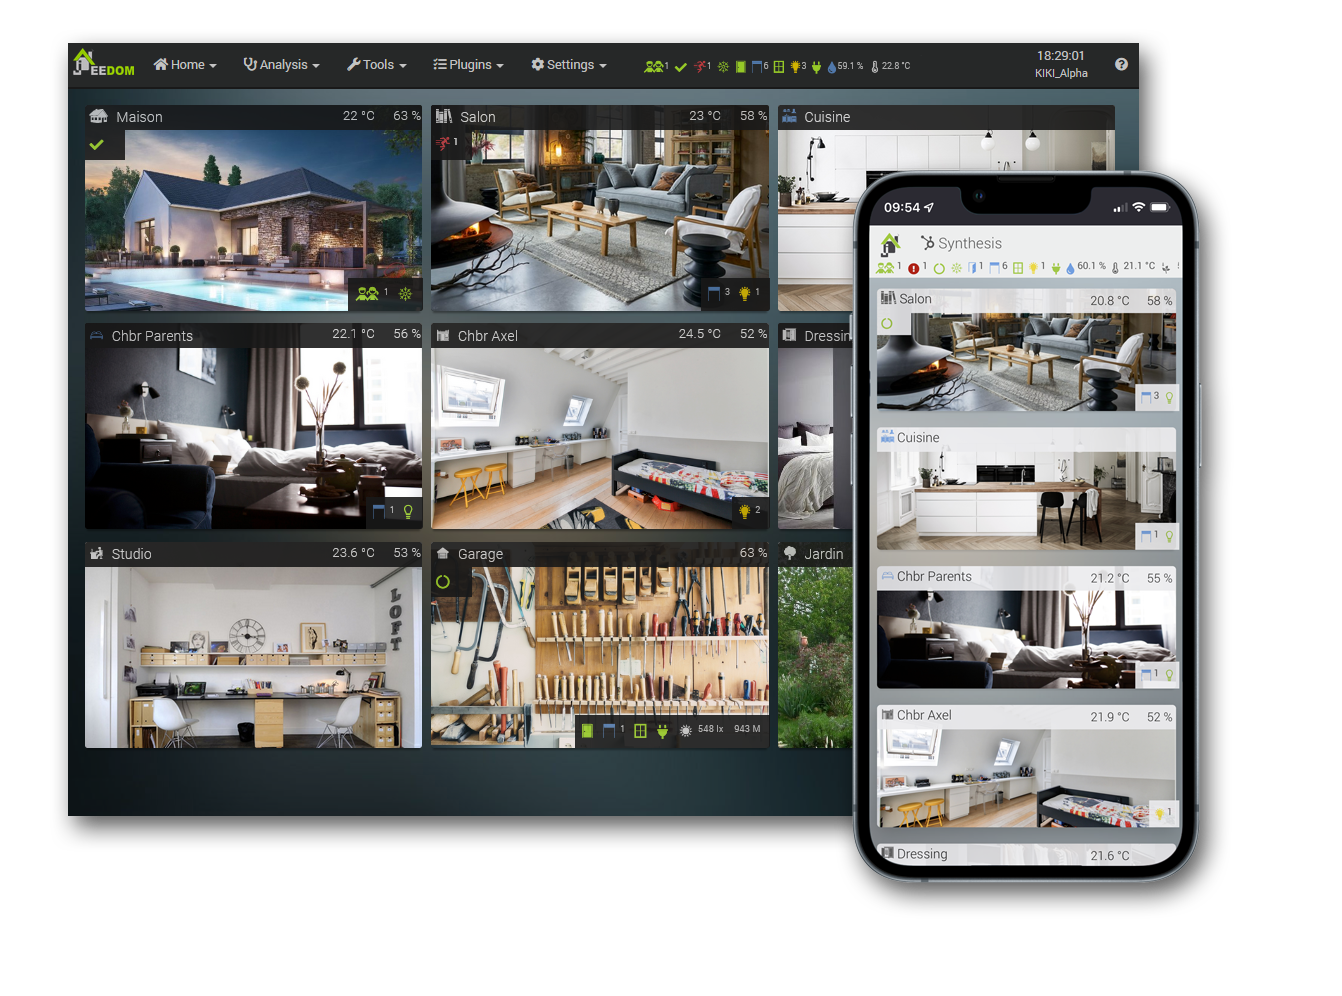 JEEDOM Home Analysis Tools Plugins Settings 1 1 6 3 59.1 % 22.8 °C 18:29:01 KIKI_Alpha ?
Maison 22 °C 63 %
1
Salon 23 °C 58 %
1
3 1
Cuisine
Chbr Parents 22.1 °C 56 %
1
Chbr Axel 24.5 °C 52 %
2
Dressin
Studio 23.6 °C 53 %
LOFT
Garage 63 %
1 548 lx 943 M
Jardin
09:54
Synthesis
1 1 1 6 1 60.1 % 21.1 °C
Salon 20.8 °C 58 %
3
Cuisine
1
Chbr Parents 21.2 °C 55 %
1
Chbr Axel 21.9 °C 52 %
1
Dressing 21.6 °C